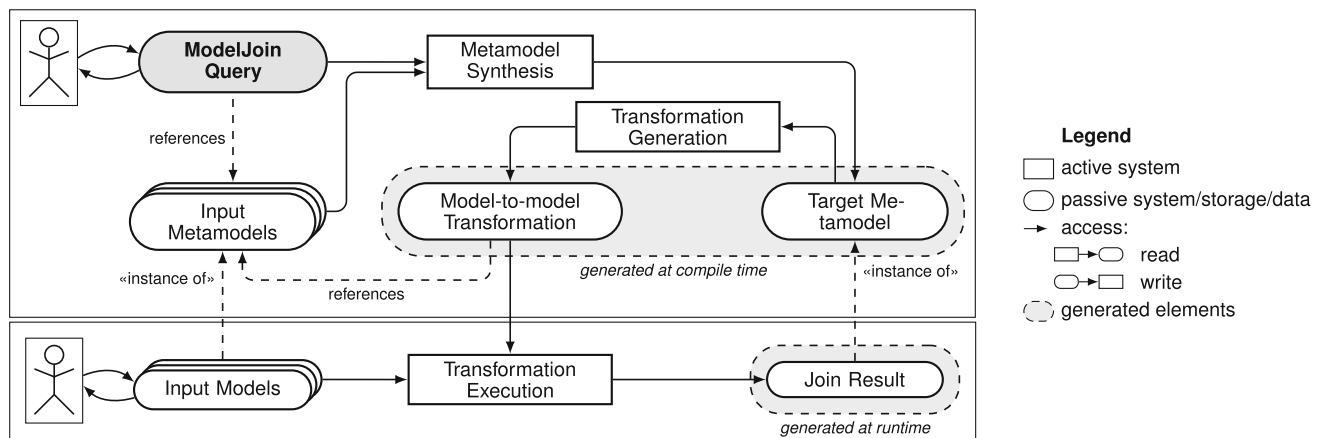 ModelJoin
Query
Metamodel
Synthesis
references
Transformation
Generation
Input
Metamodels
Model-to-model
Transformation
Target Me-
tamodel
generated at compile time
«instance of»
references
«instance of»
Input Models
Transformation
Execution
Join Result
generated at runtime
Legend
active system
passive system/storage/data
access:
read
write
generated elements